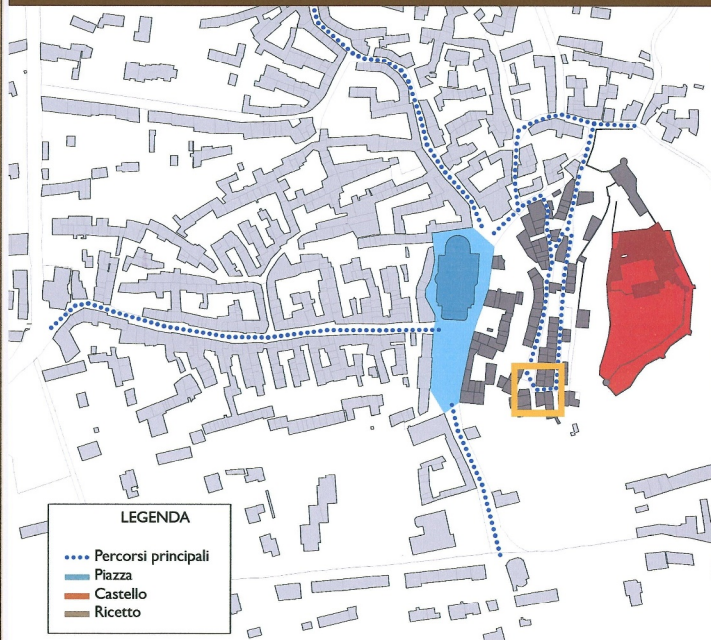 LEGENDA
Percorsi principali
Piazza
Castello
Ricetto